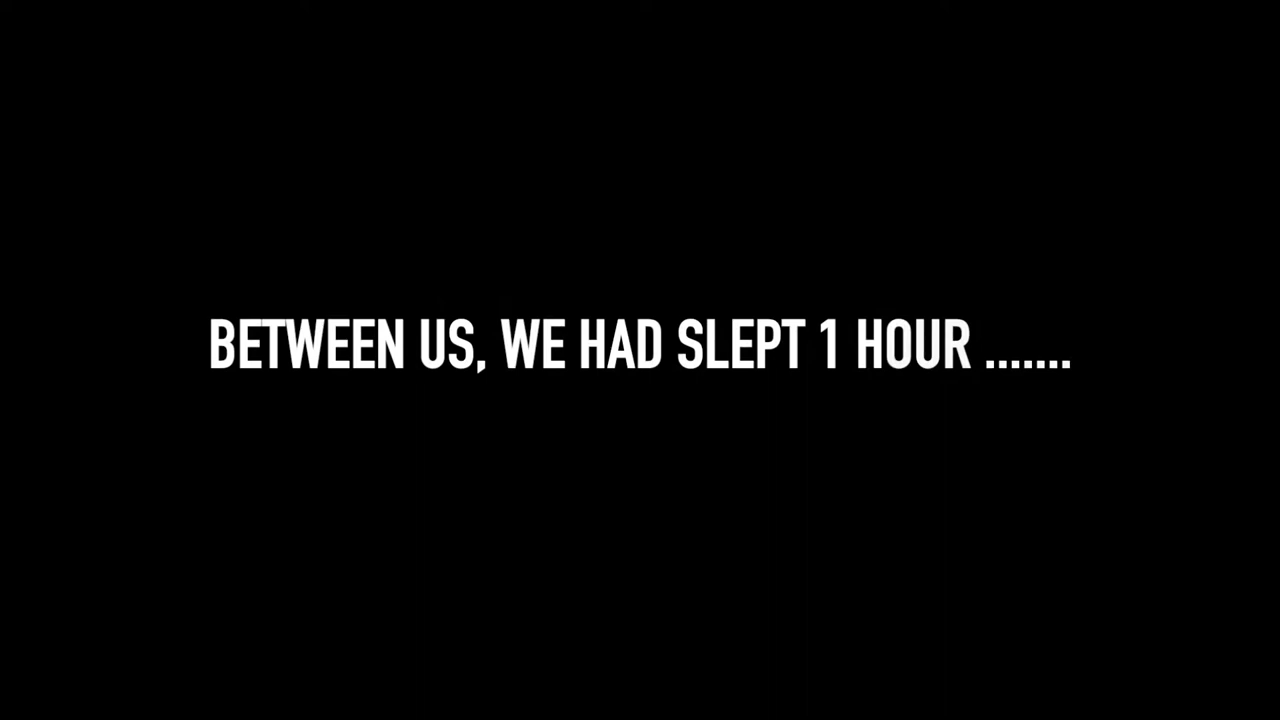 BETWEEN US, WE HAD SLEPT 1 HOUR .......